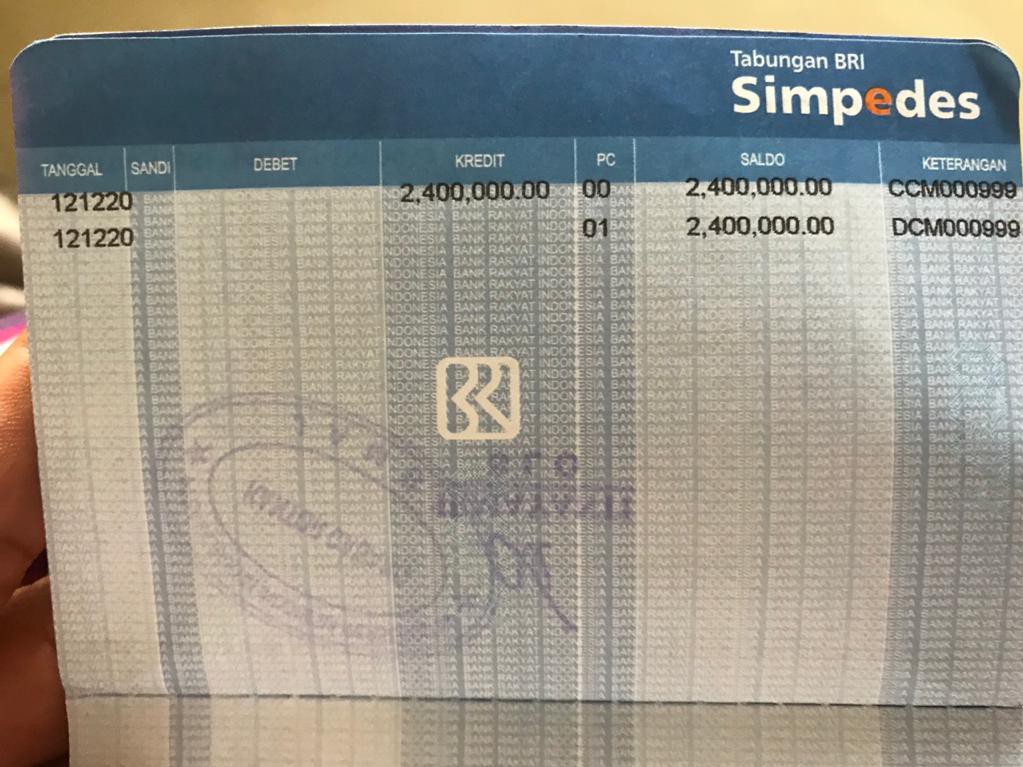 Tabungan BRI
Simpedes
TANGGAL SANDI DEBET KREDIT PC SALDO KETERANGAN
121220 2,400,000.00 00 2,400,000.00 CCM000999
121220 01 2,400,000.00 DCM000999